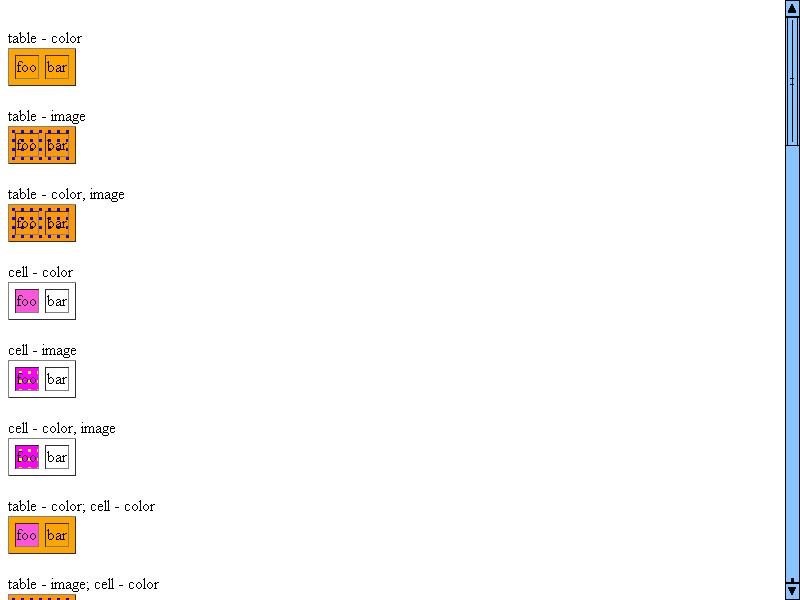 table - color
foo bar
table - image
foo bar
table - color, image
foo bar
cell - color
foo bar
cell - image
foo bar
cell - color, image
foo bar
table - color; cell - color
foo bar
table - image; cell - color